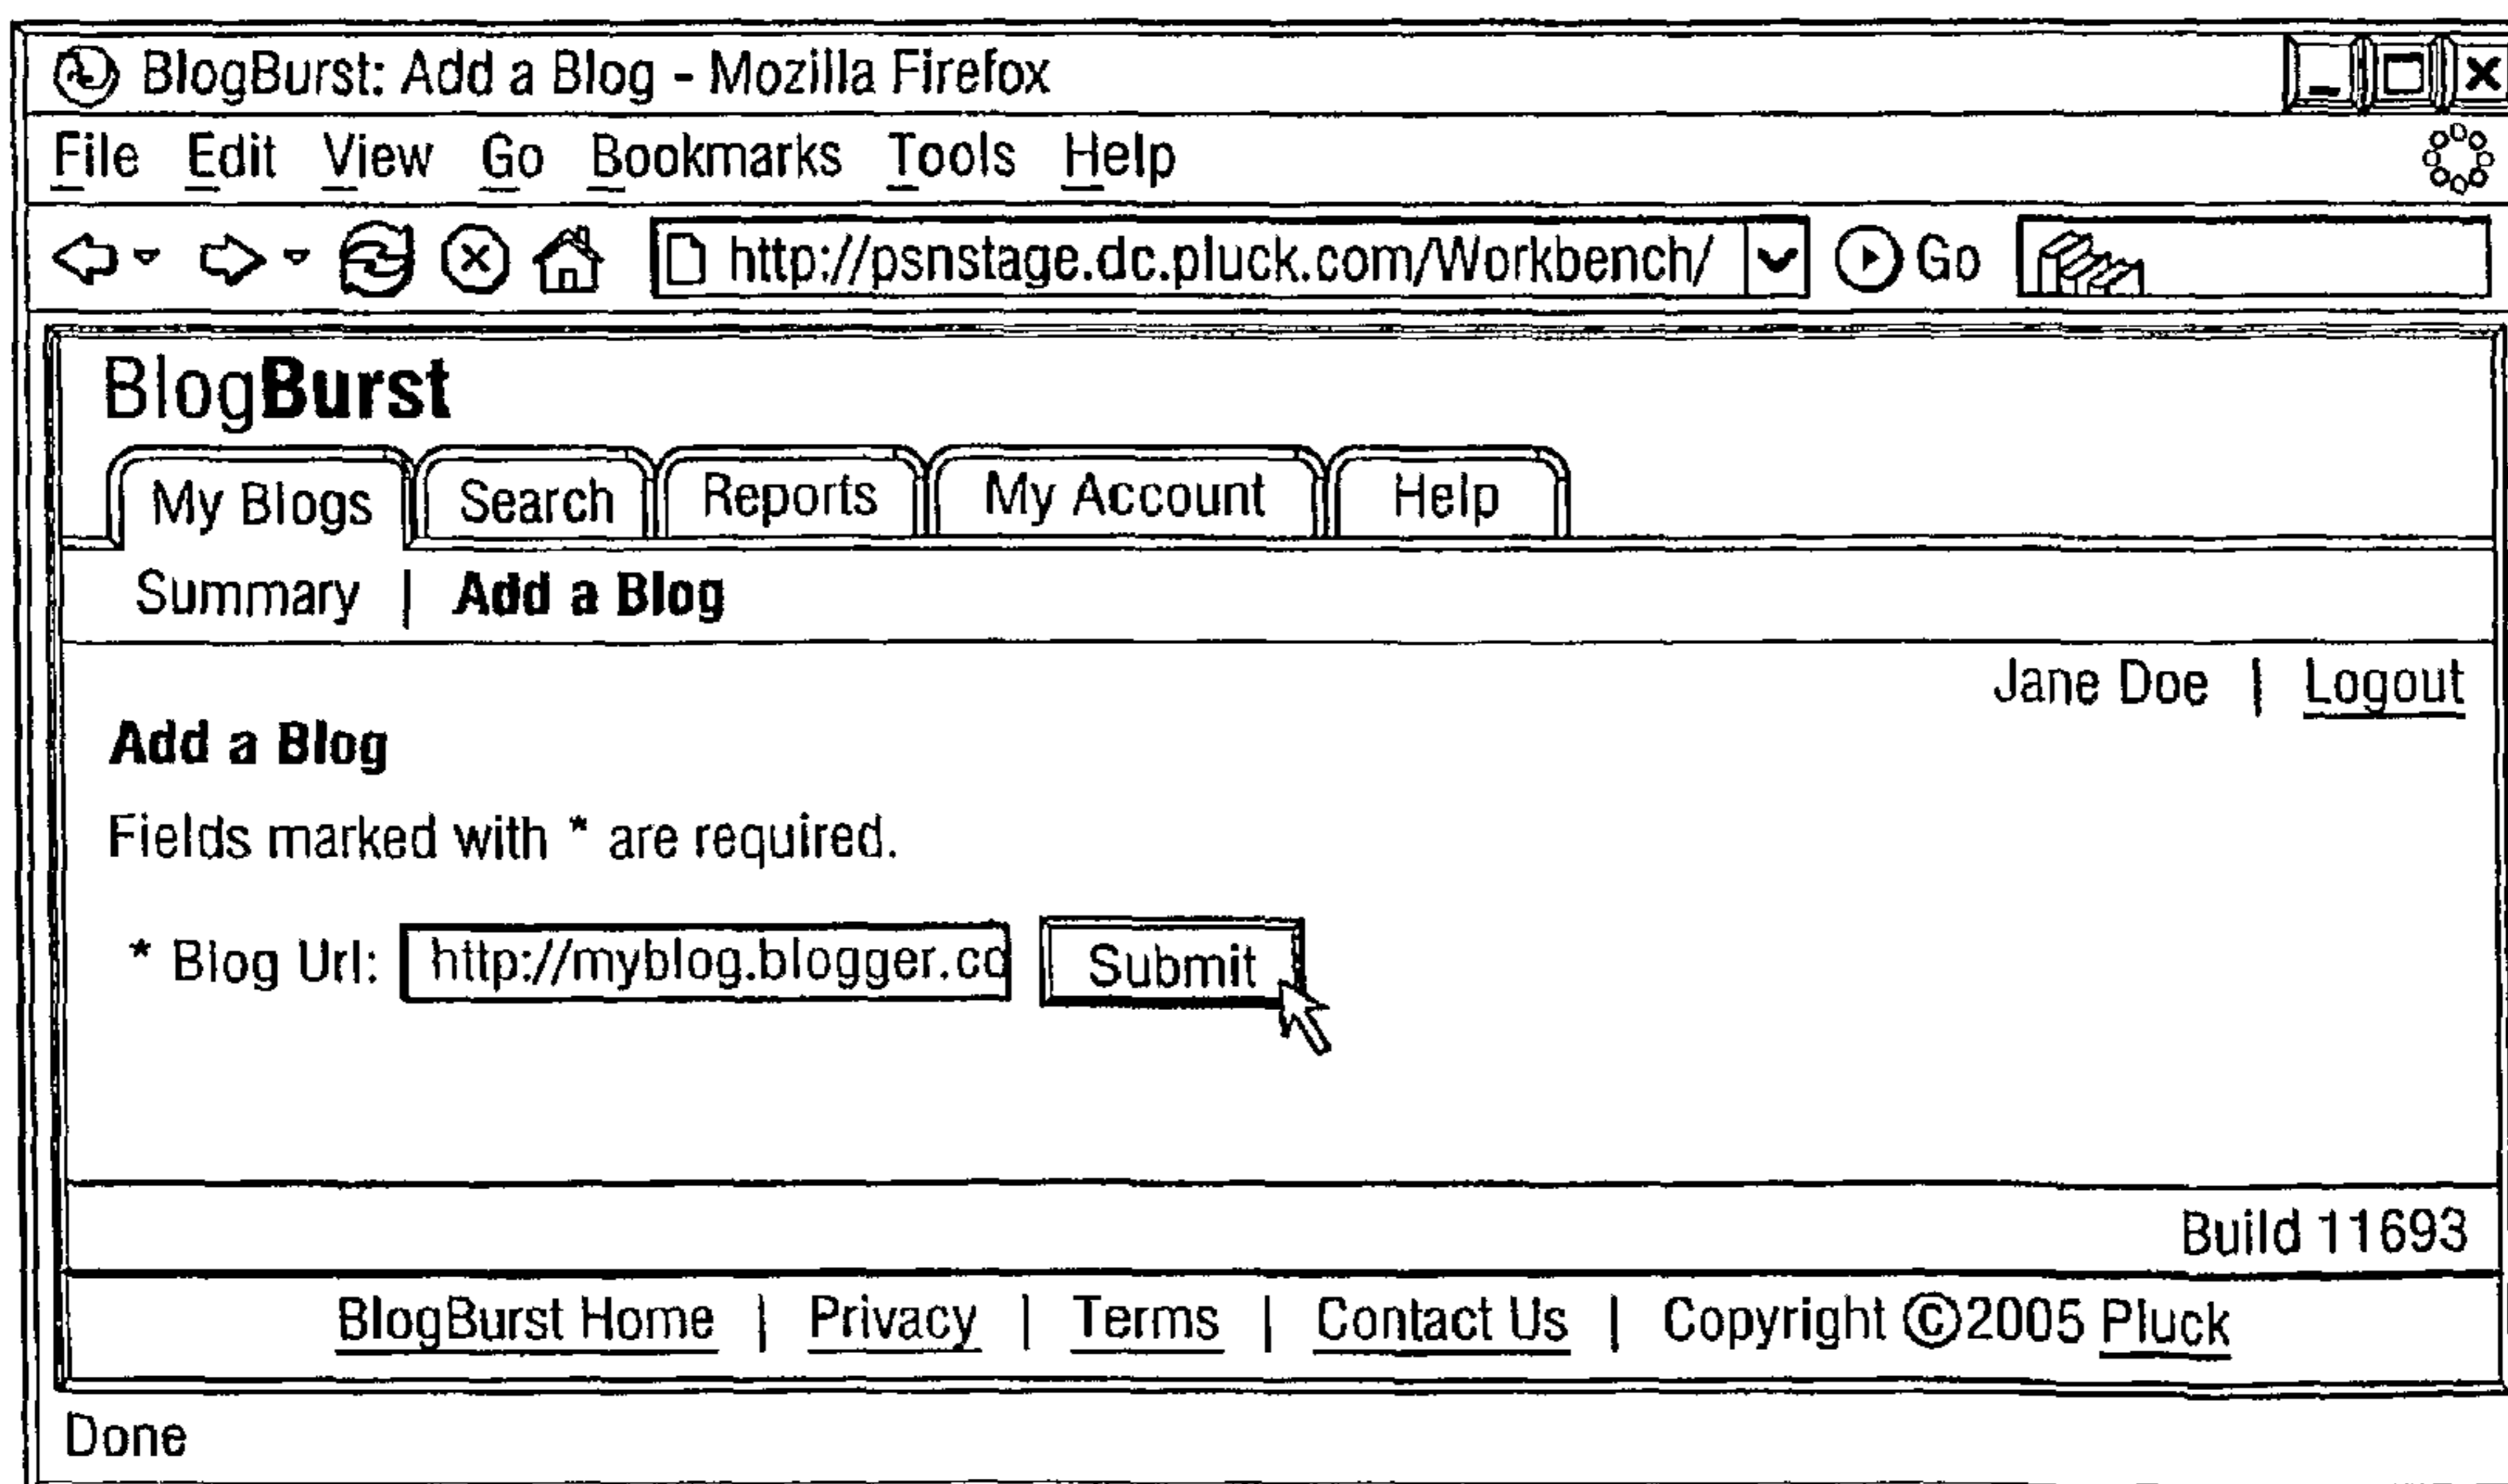 BlogBurst: Add a Blog - Mozilla Firefox
File Edit View Go Bookmarks Tools Help
http://psnstage.dc.pluck.com/Workbench/ Go
BlogBurst
My Blogs Search Reports My Account Help
Summary | Add a Blog
Jane Doe | Logout
Add a Blog
Fields marked with * are required.
* Blog Url: http://myblog.blogger.co Submit
Build 11693
BlogBurst Home | Privacy | Terms | Contact Us | Copyright ©2005 Pluck
Done